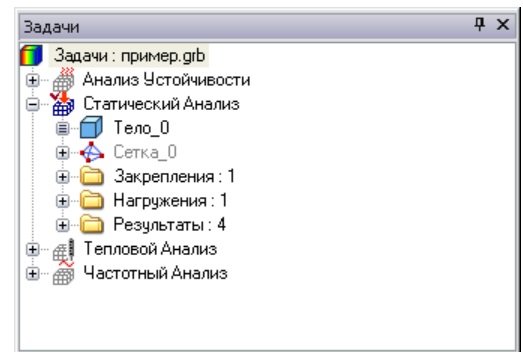 Задачи
Задачи : пример.grb
Анализ Устойчивости
Статический Анализ
Тело_0
Сетка_0
Закрепления : 1
Нагружения : 1
Результаты : 4
Тепловой Анализ
Частотный Анализ